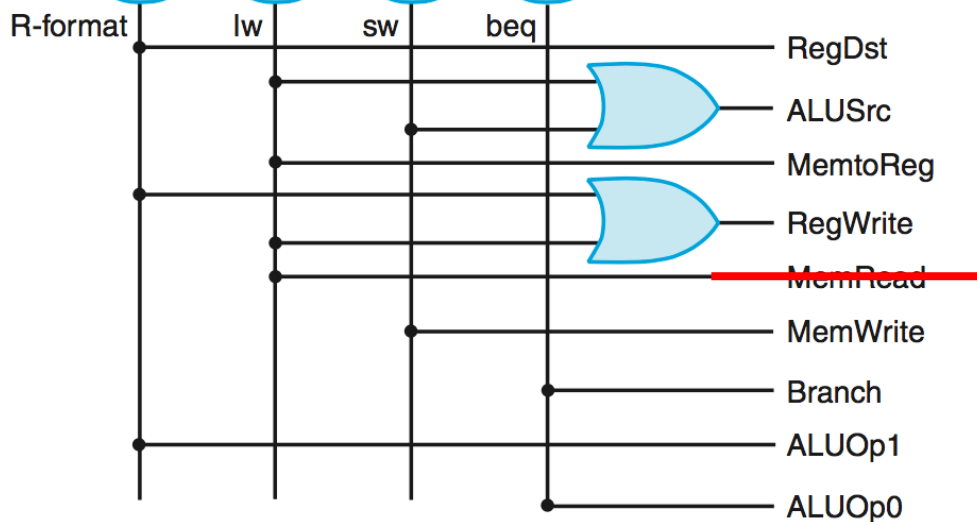 R-format lw sw beq
RegDst
ALUSrc
MemtoReg
RegWrite
MemRead
MemWrite
Branch
ALUOp1
ALUOp0